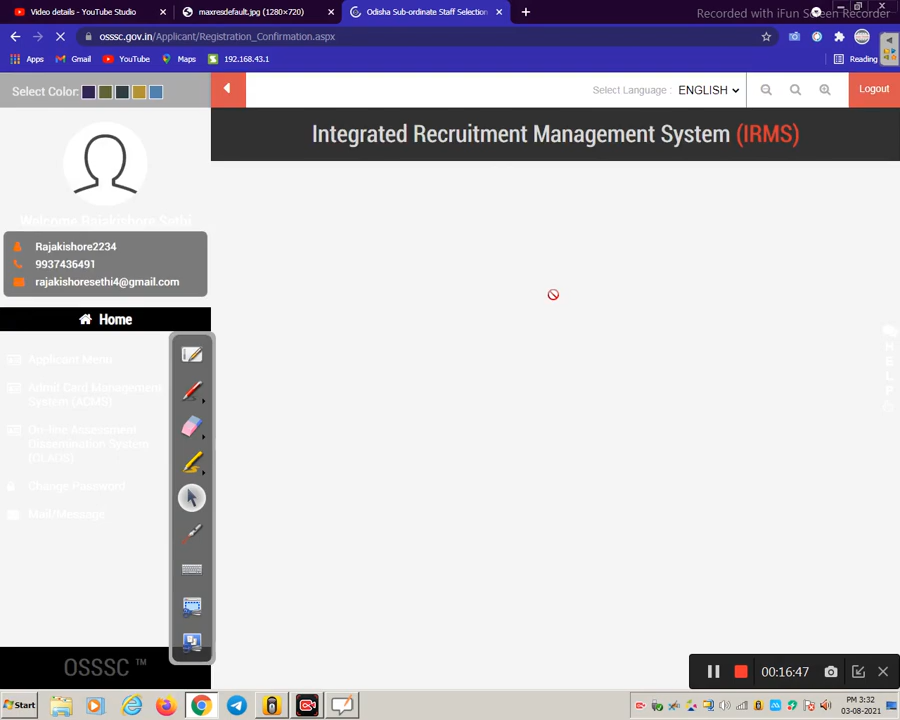 Recorded with iFun Screen Recorder
Video details - YouTube Studio
maxresdefault.jpg (1280×720)
Odisha Sub-ordinate Staff Selection
osssc.gov.in/Applicant/Registration_Confirmation.aspx
Apps
Gmail
YouTube
Maps
192.168.43.1
Reading
Select Color:
Select Language :
ENGLISH
Logout
Integrated Recruitment Management System (IRMS)
Welcome Rajakishore Sethi
Rajakishore2234
9937436491
rajakishoresethi4@gmail.com
Home
Applicant Menu
Admit Card Management
System (ADMS)
On-line Assessment
Dissemination System
(OLADS)
Change Password
Mail/Message
HELP
OSSSC ™
00:16:47
Start
PM 3:32
03-08-2021